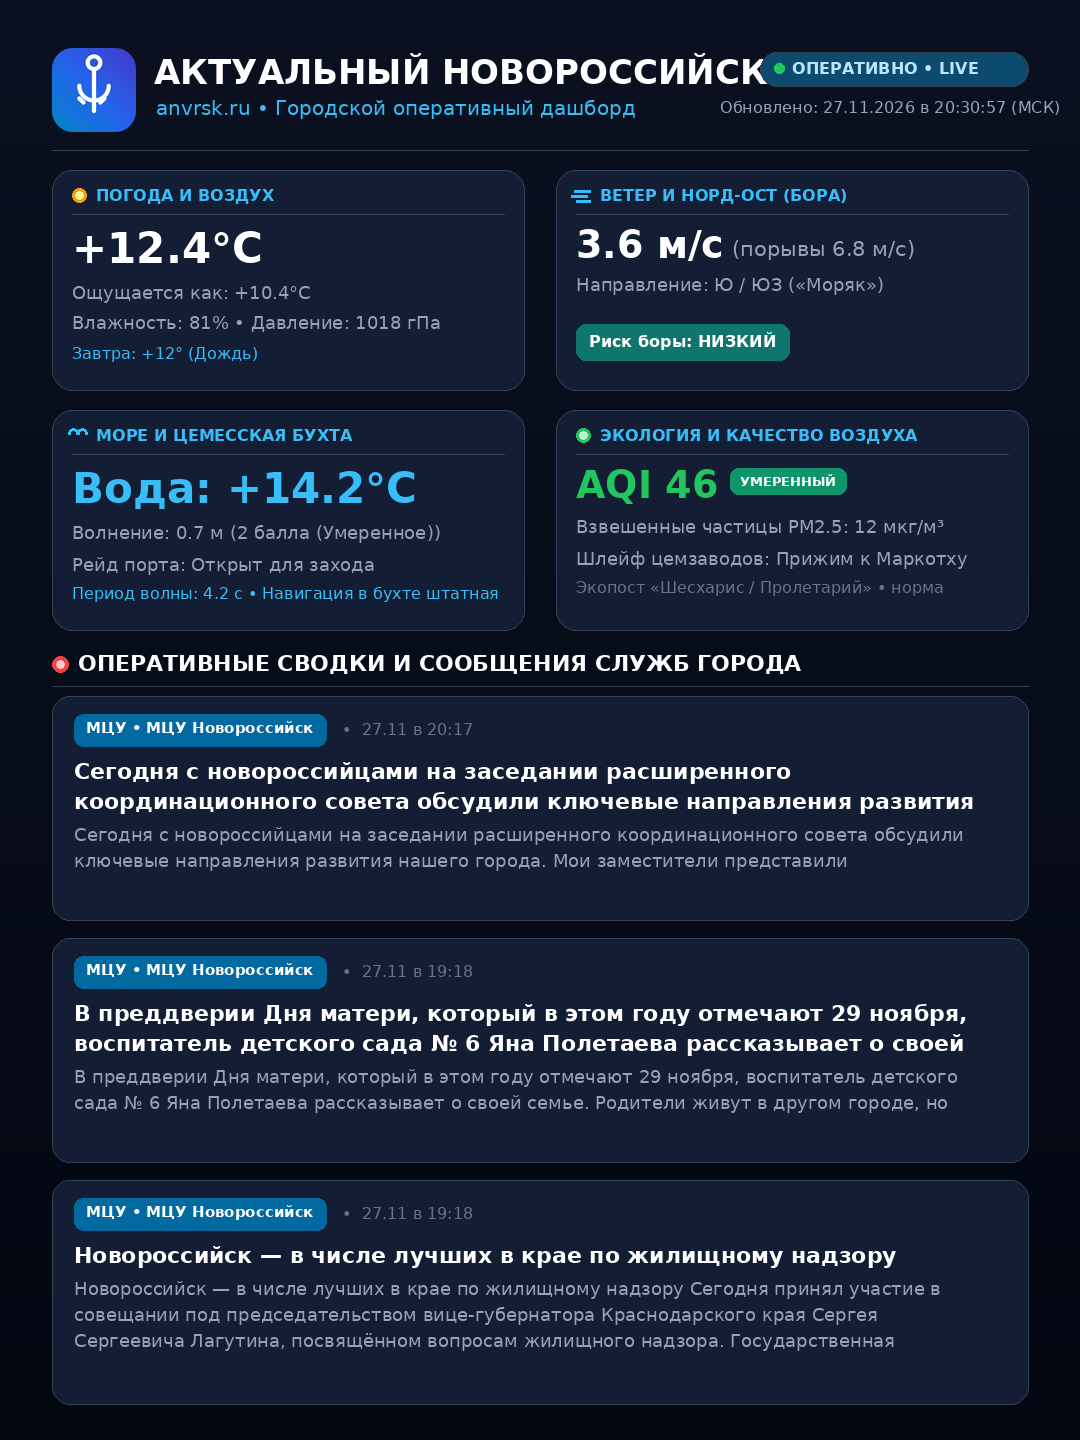 АКТУАЛЬНЫЙ НОВОРОССИЙСК
ОПЕРАТИВНО • LIVE
anvrsk.ru • Городской оперативный дашборд
Обновлено: 27.11.2026 в 20:30:57 (МСК)
ПОГОДА И ВОЗДУХ
+12.4°C
Ощущается как: +10.4°C
Влажность: 81% • Давление: 1018 гПа
Завтра: +12° (Дождь)
ВЕТЕР И НОРД-ОСТ (БОРА)
3.6 м/с (порывы 6.8 м/с)
Направление: Ю / ЮЗ («Моряк»)
Риск боры: НИЗКИЙ
МОРЕ И ЦЕМЕССКАЯ БУХТА
Вода: +14.2°C
Волнение: 0.7 м (2 балла (Умеренное))
Рейд порта: Открыт для захода
Период волны: 4.2 с • Навигация в бухте штатная
ЭКОЛОГИЯ И КАЧЕСТВО ВОЗДУХА
AQI 46 УМЕРЕННЫЙ
Взвешенные частицы PM2.5: 12 мкг/м³
Шлейф цемзаводов: Прижим к Маркотху
Экопост «Шесхарис / Пролетарий» • норма
ОПЕРАТИВНЫЕ СВОДКИ И СООБЩЕНИЯ СЛУЖБ ГОРОДА
МЦУ • МЦУ Новороссийск • 27.11 в 20:17
Сегодня с новороссийцами на заседании расширенного
координационного совета обсудили ключевые направления развития
Сегодня с новороссийцами на заседании расширенного координационного совета обсудили
ключевые направления развития нашего города. Мои заместители представили
МЦУ • МЦУ Новороссийск • 27.11 в 19:18
В преддверии Дня матери, который в этом году отмечают 29 ноября,
воспитатель детского сада № 6 Яна Полетаева рассказывает о своей
В преддверии Дня матери, который в этом году отмечают 29 ноября, воспитатель детского
сада № 6 Яна Полетаева рассказывает о своей семье. Родители живут в другом городе, но
МЦУ • МЦУ Новороссийск • 27.11 в 19:18
Новороссийск — в числе лучших в крае по жилищному надзору
Новороссийск — в числе лучших в крае по жилищному надзору Сегодня принял участие в
совещании под председательством вице-губернатора Краснодарского края Сергея
Сергеевича Лагутина, посвящённом вопросам жилищного надзора. Государственная